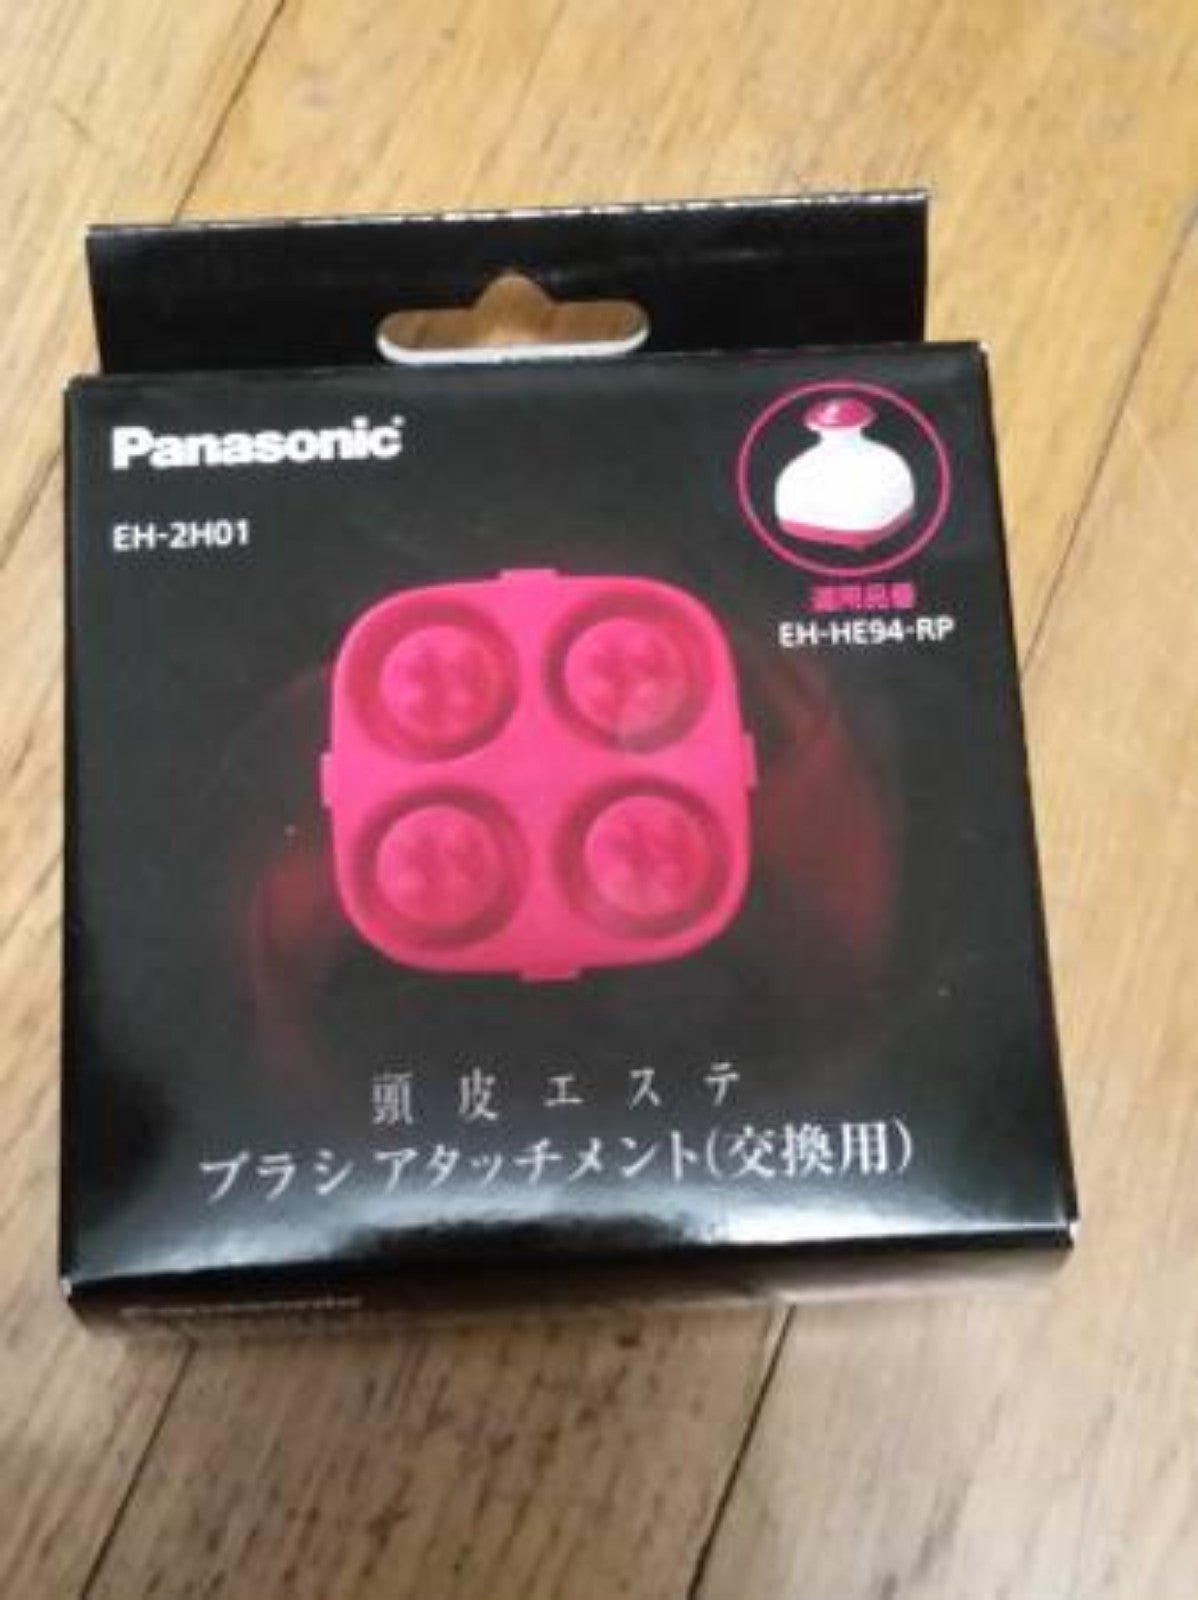 Panasonic
EH-2H01
適用品番
EH-HE94-RP
頭皮エステ
ブラシ アタッチメント(交換用)
Panasonic